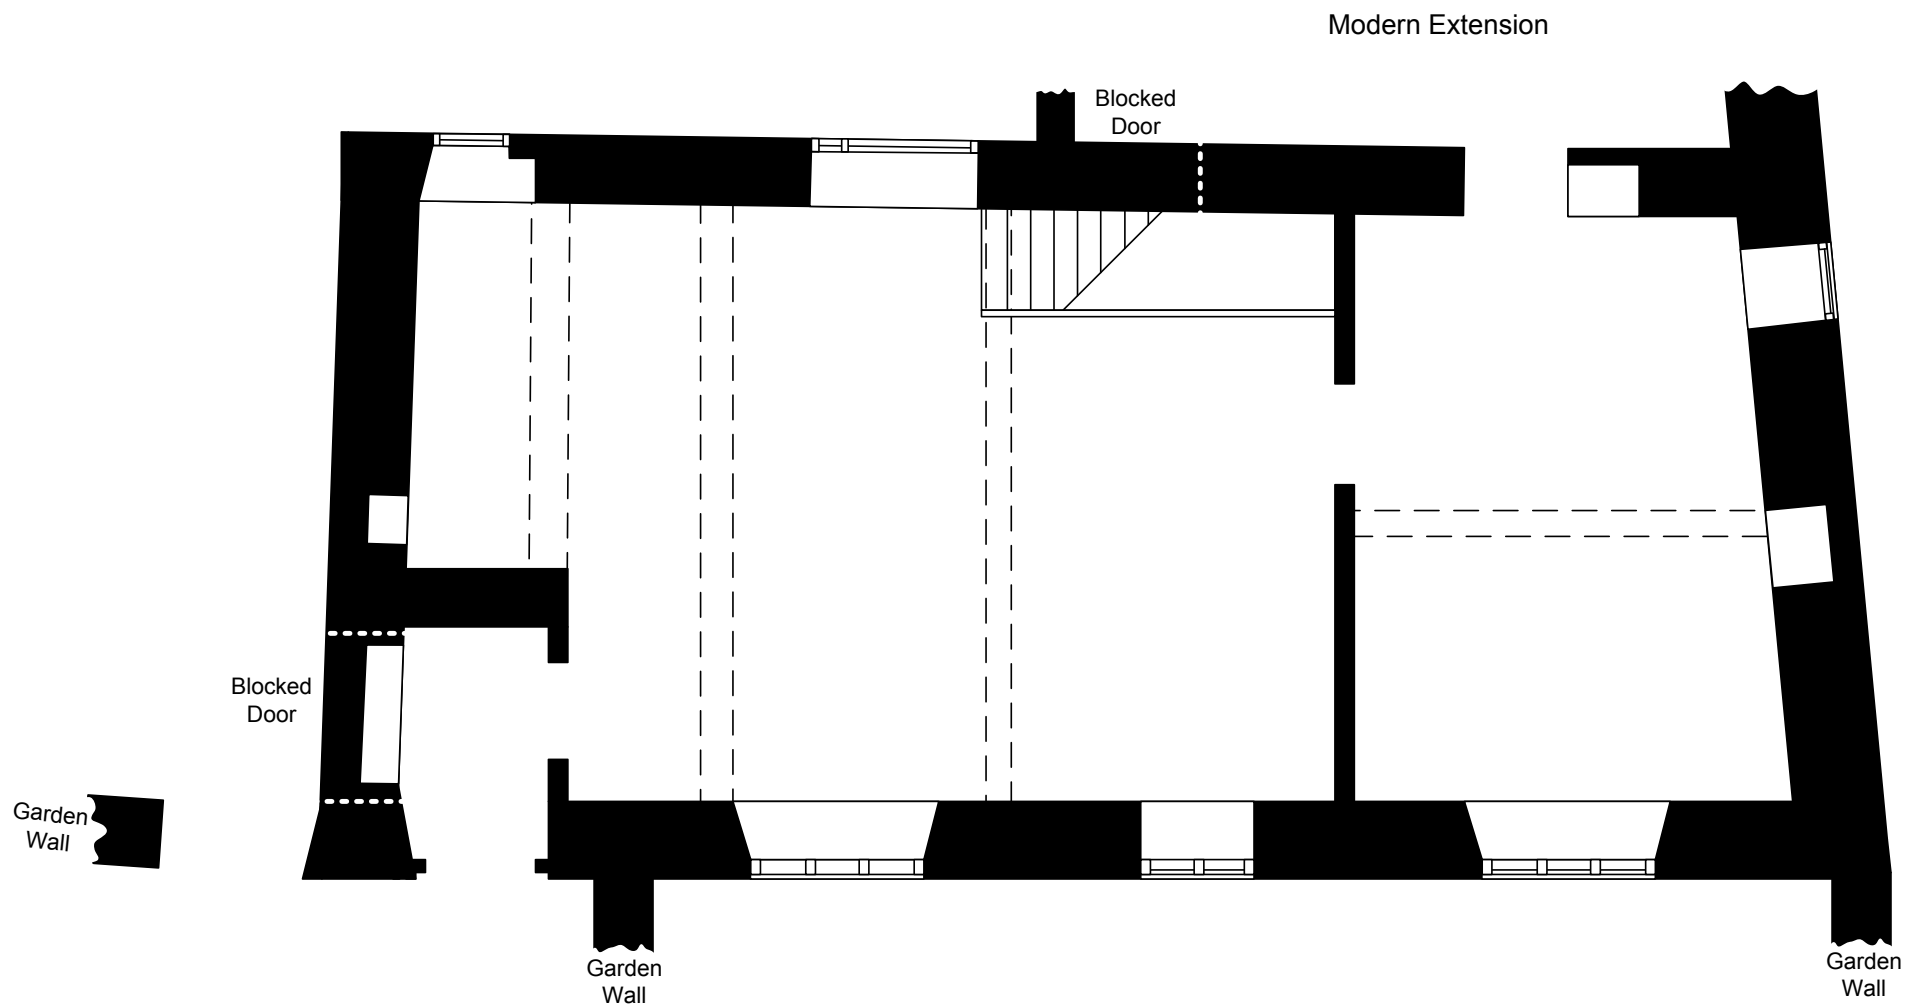 Modern Extension
Blocked
Door
Blocked
Door
Garden
Wall
Garden
Wall
Garden
Wall